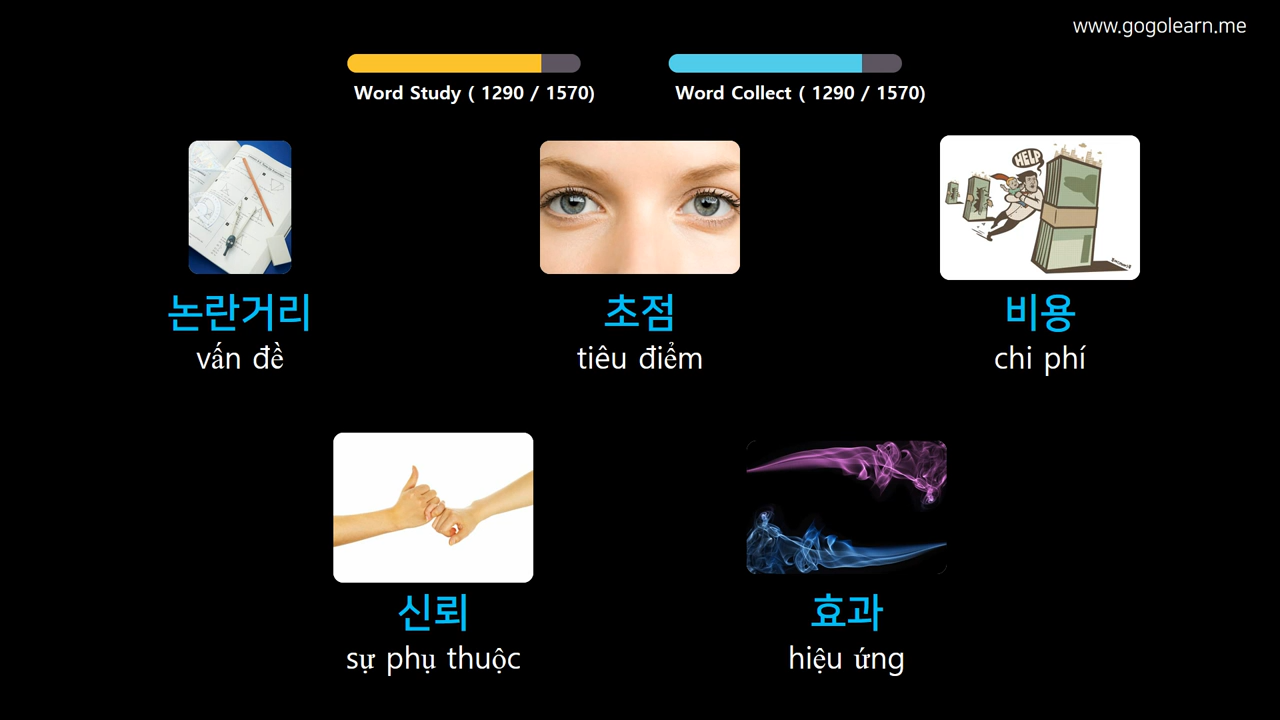 www.gogolearn.me
Word Study ( 1290 / 1570)
Word Collect ( 1290 / 1570)
HELP
논란거리
vấn đề
초점
tiêu điểm
비용
chi phí
신뢰
sự phụ thuộc
효과
hiệu ứng